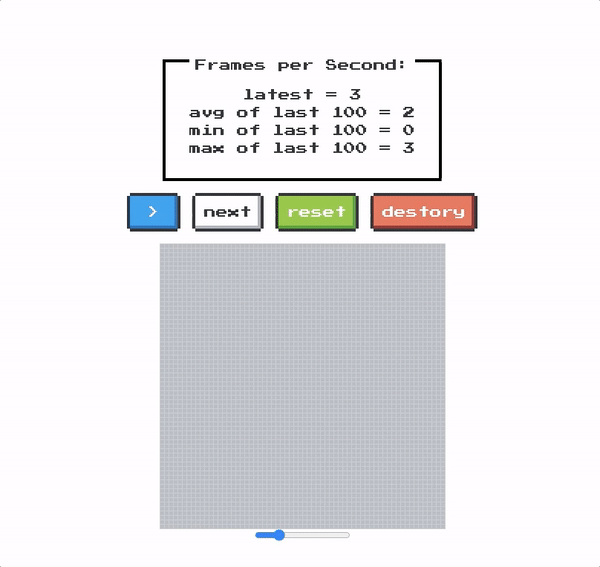 Frames per Second:
latest = 3
avg of last 100 = 2
min of last 100 = 0
max of last 100 = 3
> next reset destory